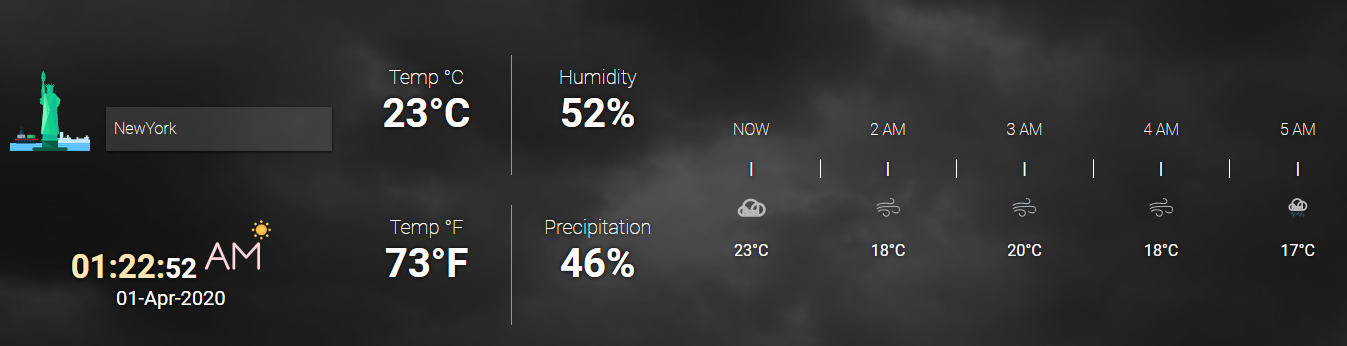 NewYork
01:22:52 AM
01-Apr-2020
Temp °C
23°C
Humidity
52%
Temp °F
73°F
Precipitation
46%
NOW 2 AM 3 AM 4 AM 5 AM
23°C 18°C 20°C 18°C 17°C